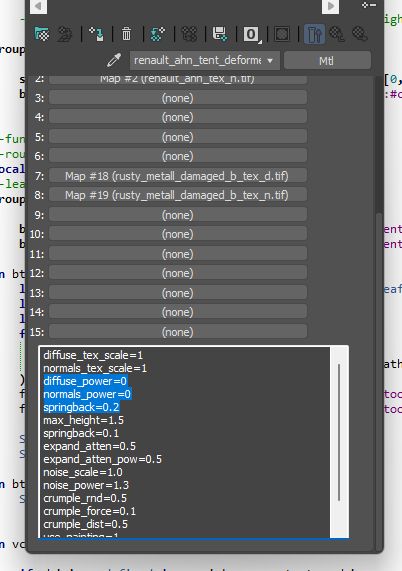 renault_ahn_tent_deforme
Mtl
2: Map #2 (renault_ahn_tex_n.tif)
3: (none)
4: (none)
5: (none)
6: (none)
7: Map #18 (rusty_metall_damaged_b_tex_d.tif)
8: Map #19 (rusty_metall_damaged_b_tex_n.tif)
9: (none)
10: (none)
11: (none)
12: (none)
13: (none)
14: (none)
15: (none)
diffuse_tex_scale=1
normals_tex_scale=1
diffuse_power=0
normals_power=0
springback=0.2
max_height=1.5
springback=0.1
expand_atten=0.5
expand_atten_pow=0.5
noise_scale=1.0
noise_power=1.3
crumple_rnd=0.5
crumple_force=0.1
crumple_dist=0.5